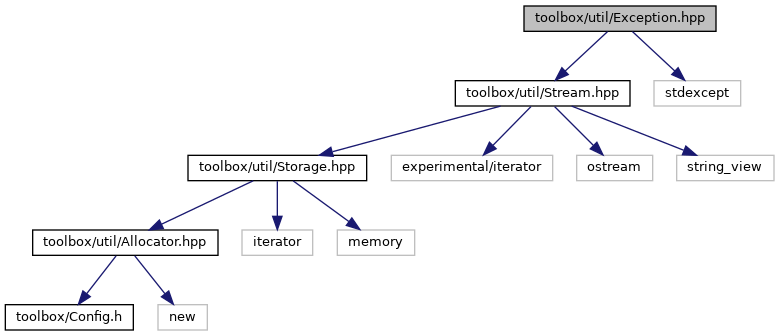 toolbox/util/Exception.hpp
toolbox/util/Stream.hpp
stdexcept
toolbox/util/Storage.hpp
experimental/iterator
ostream
string_view
toolbox/util/Allocator.hpp
iterator
memory
toolbox/Config.h
new